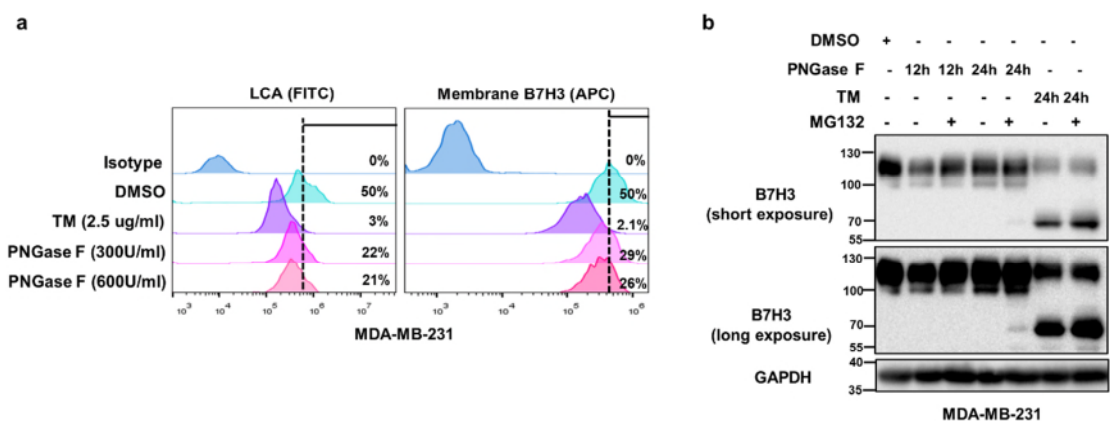 a
LCA (FITC)
Membrane B7H3 (APC)
Isotype
0%
0%
DMSO
50%
50%
TM (2.5 ug/ml)
3%
2.1%
PNGase F (300U/ml)
22%
29%
PNGase F (600U/ml)
21%
26%
10³ 10⁴ 10⁵ 10⁶ 10⁷
10³ 10⁴ 10⁵ 10⁶
MDA-MB-231
b
DMSO + - - - - - -
PNGase F - 12h 12h 24h 24h - -
TM - - - - - 24h 24h
MG132 - - + - + - +
B7H3
(short exposure)
130
100
70
55
B7H3
(long exposure)
130
100
70
55
GAPDH
40
35
MDA-MB-231